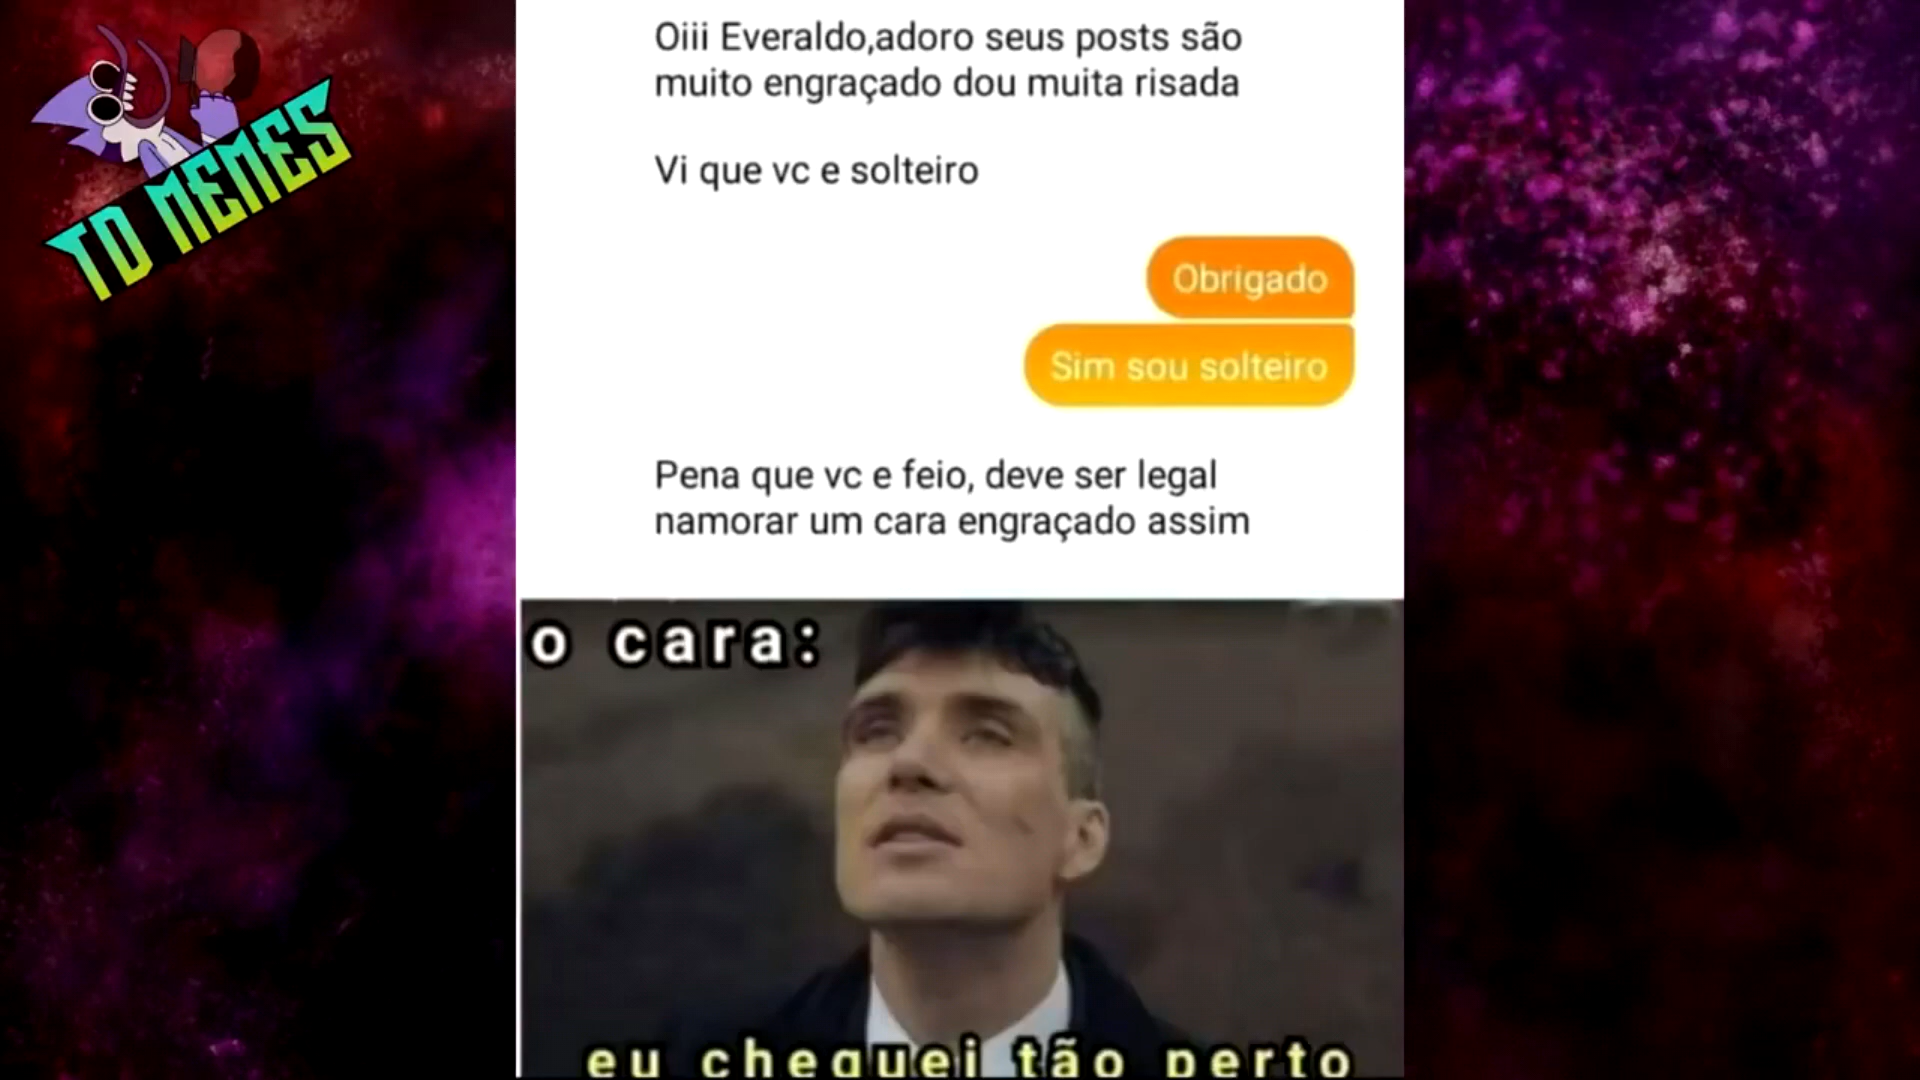 TD MEMES
Oiii Everaldo,adoro seus posts são
muito engraçado dou muita risada
Vi que vc e solteiro
Obrigado
Sim sou solteiro
Pena que vc e feio, deve ser legal
namorar um cara engraçado assim
o cara:
eu cheguei tão perto